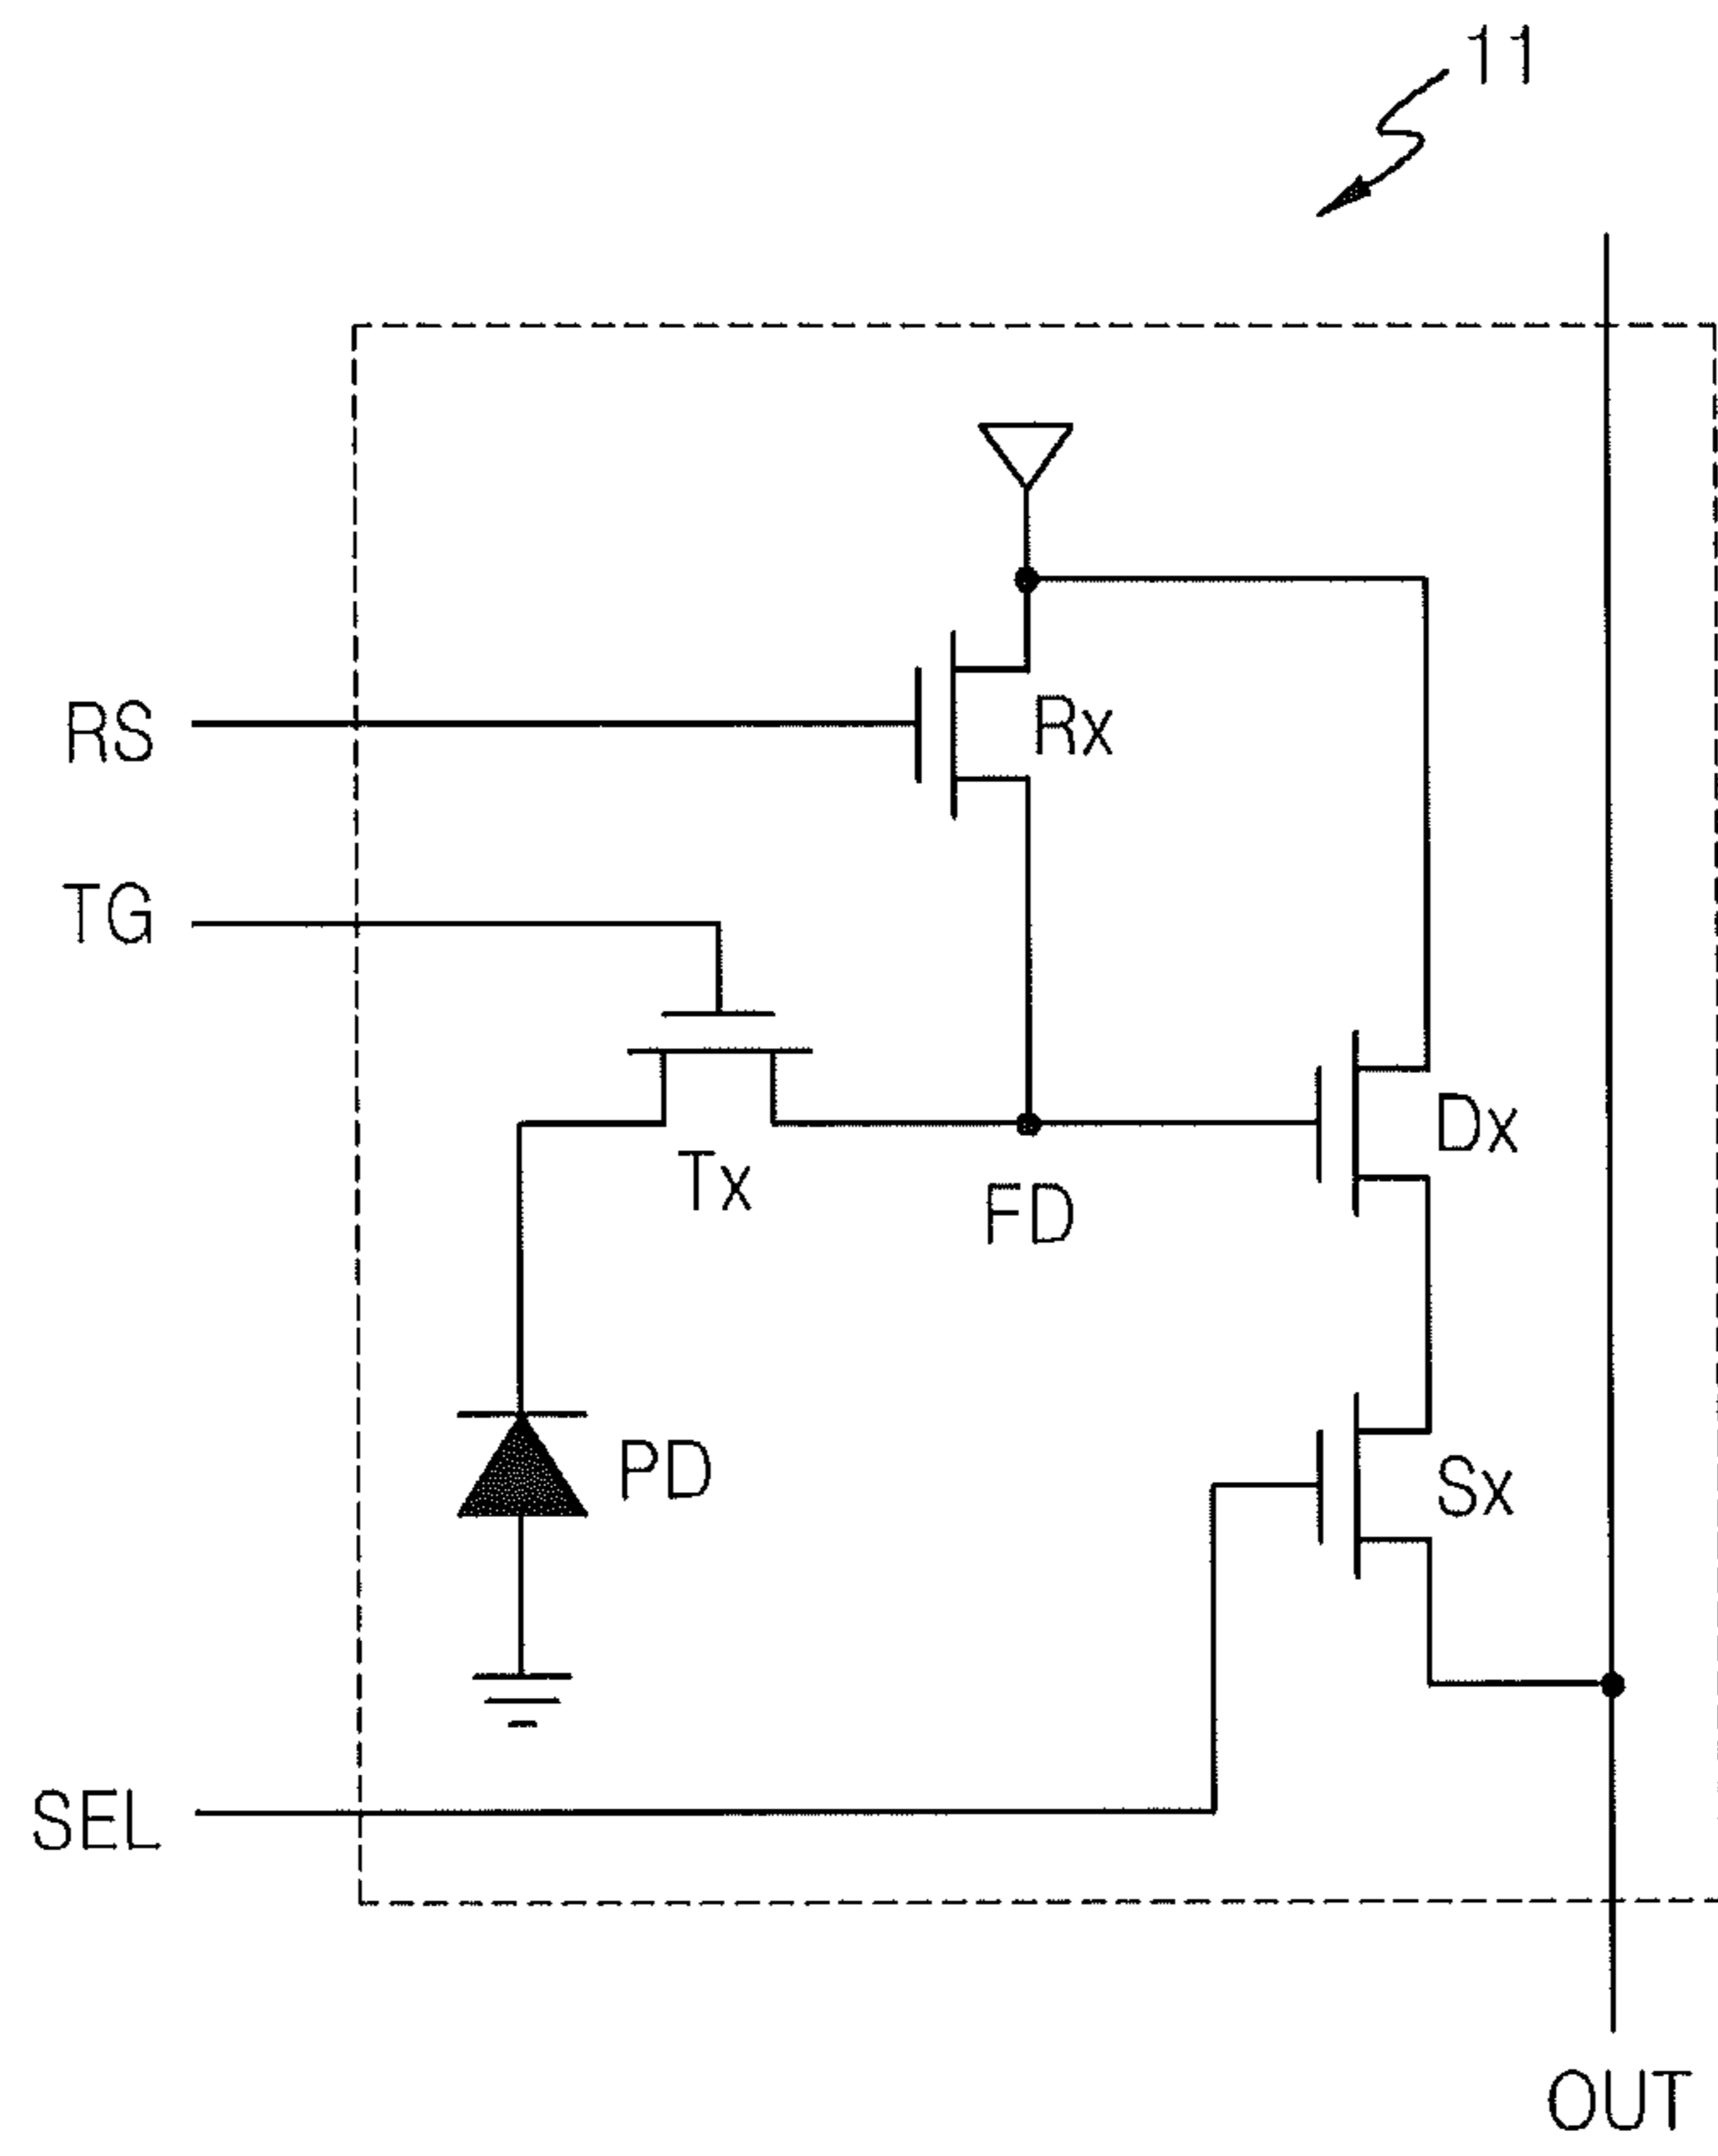 11
RS
Rx
TG
Tx
FD
Dx
PD
Sx
SEL
OUT